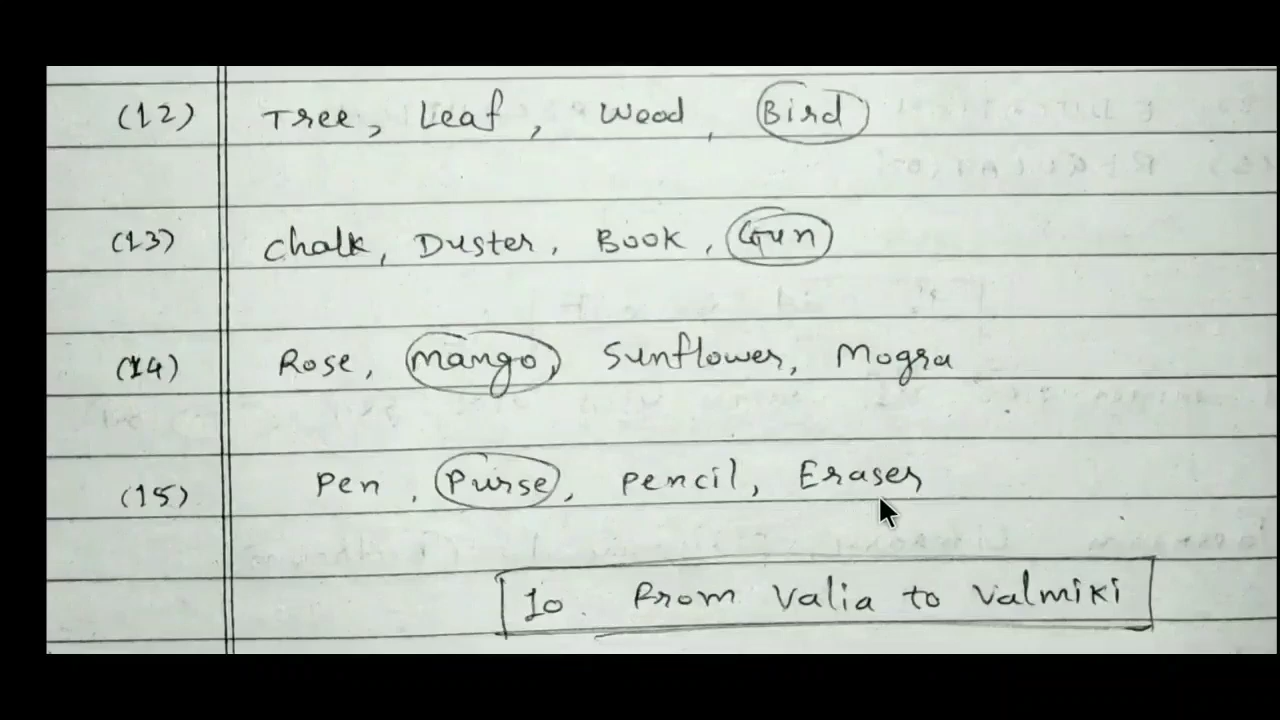 (12) Tree, Leaf, Wood, Bird
(13) Chalk, Duster, Book, Gun
(14) Rose, Mango, Sunflower, Mogra
(15) Pen, Purse, Pencil, Eraser
10. From Valia to Valmiki